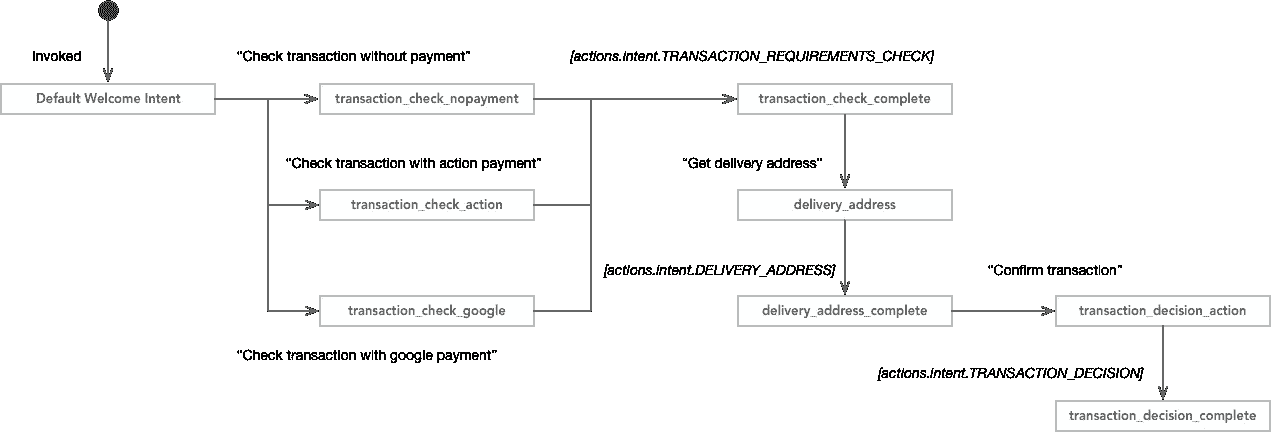 Invoked
"Check transaction without payment"
[actions.intent.TRANSACTION_REQUIREMENTS_CHECK]
Default Welcome Intent
transaction_check_nopayment
transaction_check_complete
"Check transaction with action payment"
"Get delivery address"
transaction_check_action
delivery_address
[actions.intent.DELIVERY_ADDRESS]
"Confirm transaction"
transaction_check_google
delivery_address_complete
transaction_decision_action
"Check transaction with google payment"
[actions.intent.TRANSACTION_DECISION]
transaction_decision_complete